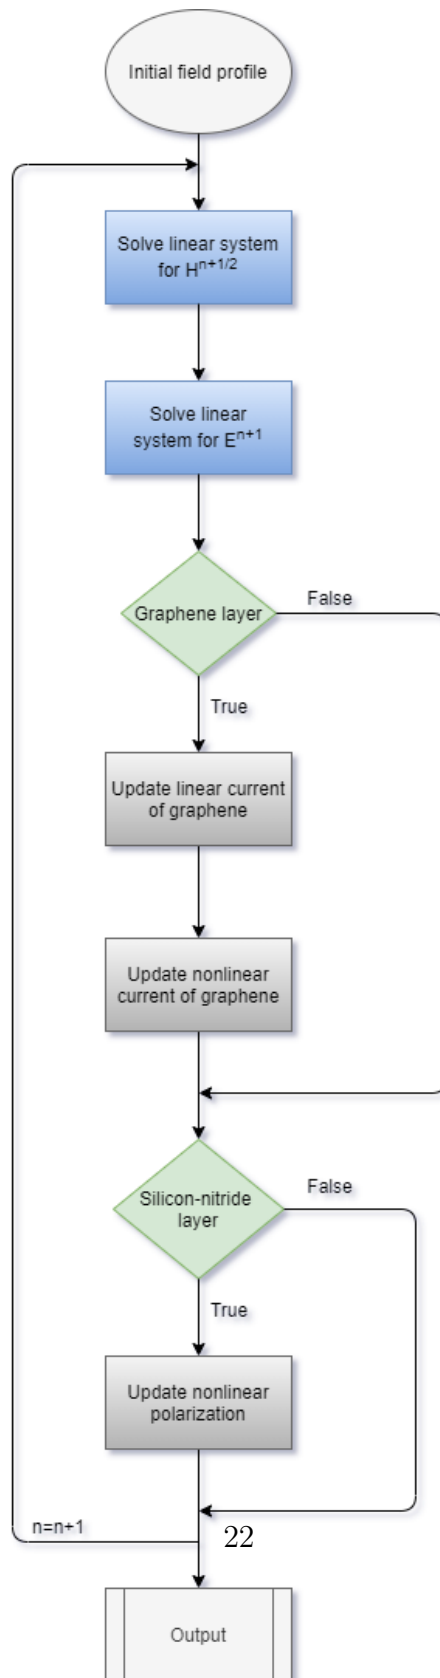 Initial field profile
Solve linear system
for H^n+1/2
Solve linear
system for E^n+1
Graphene layer
False
True
Update linear current
of graphene
Update nonlinear
current of graphene
Silicon-nitride
layer
False
True
Update nonlinear
polarization
n=n+1
22
Output